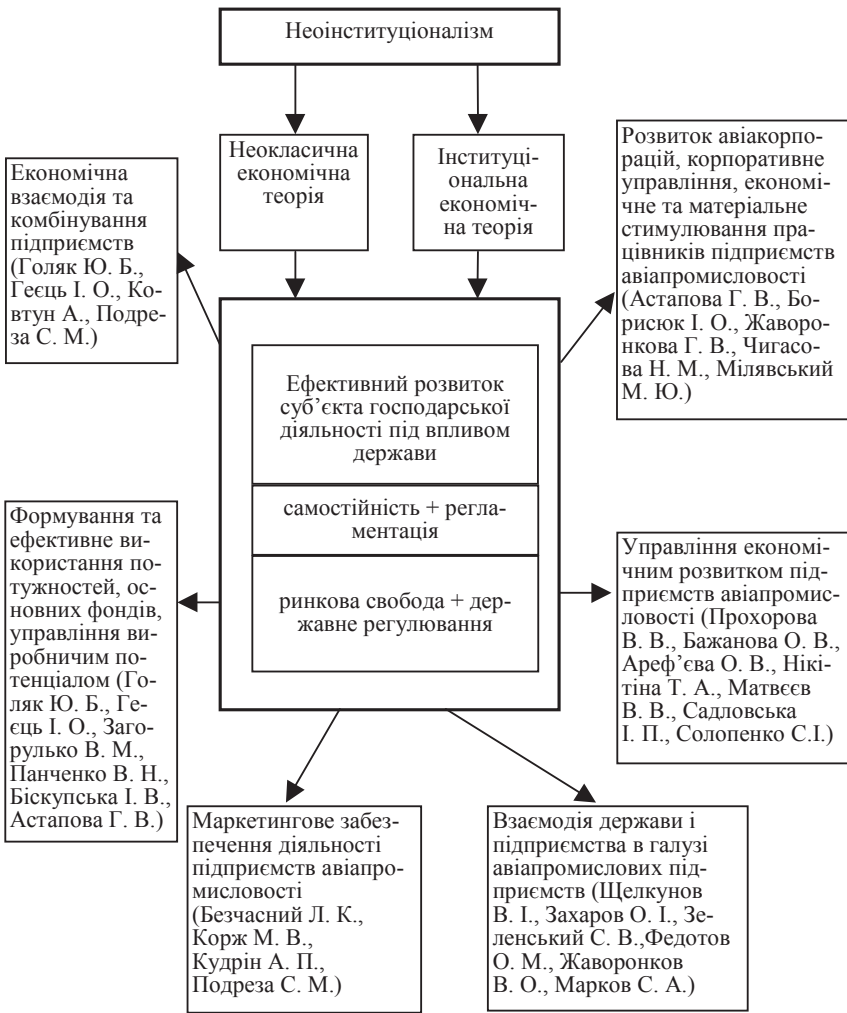 Неоінституціоналізм
Неокласична
економічна
теорія
Інституці-
ональна
економіч-
на теорія
Економічна
взаємодія та
комбінування
підприємств
(Голяк Ю. Б.,
Геєць І. О., Ко-
втун А., Подре-
за С. М.)
Розвиток авіакорпо-
рацій, корпоративне
управління, економі-
чне та матеріальне
стимулювання пра-
цівників підприємств
авіапромисловості
(Астапова Г. В., Бо-
рисюк І. О., Жаворо-
нкова Г. В., Чигасо-
ва Н. М., Мілявський
М. Ю.)
Ефективний розвиток
суб’єкта господарської
діяльності під впливом
держави
самостійність + регла-
ментація
ринкова свобода + дер-
жавне регулювання
Формування та
ефективне ви-
користання по-
тужностей, ос-
новних фондів,
управління ви-
робничим по-
тенціалом (Го-
ляк Ю. Б., Ге-
єць І. О., Заго-
рулько В. М.,
Панченко В. Н.,
Біскупська І. В.,
Астапова Г. В.)
Управління економі-
чним розвитком під-
приємств авіапромис-
ловості (Прохорова
В. В., Бажанова О. В.,
Ареф’єва О. В., Нікі-
тіна Т. А., Матвєєв
В. В., Садловська
І. П., Солопенко С.І.)
Маркетингове забез-
печення діяльності
підприємств авіапро-
мисловості
(Безчасний Л. К.,
Корж М. В.,
Кудрін А. П.,
Подреза С. М.)
Взаємодія держави і
підприємства в галузі
авіапромислових під-
приємств (Щелкунов
В. І., Захаров О. І., Зе-
ленський С. В.,Федотов
О. М., Жаворонков
В. О., Марков С. А.)